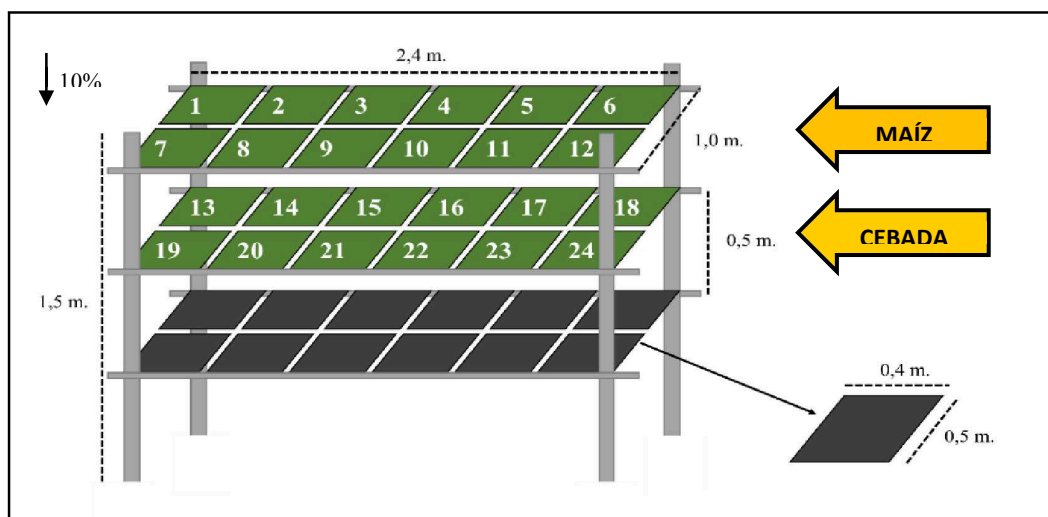 2,4 m.
10%
1 2 3 4 5 6
7 8 9 10 11 12
1,0 m.
MAÍZ
13 14 15 16 17 18
19 20 21 22 23 24
0,5 m.
CEBADA
1,5 m.
0,4 m.
0,5 m.